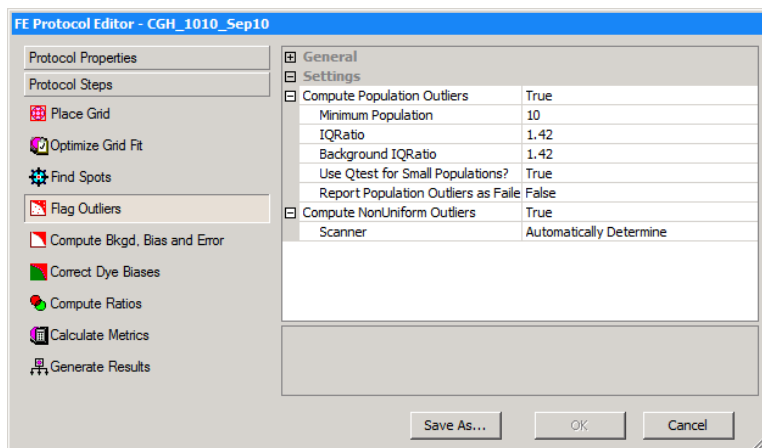 FE Protocol Editor - CGH_1010_Sep10
Protocol Properties
Protocol Steps
Place Grid
Optimize Grid Fit
Find Spots
Flag Outliers
Compute Bkgd, Bias and Error
Correct Dye Biases
Compute Ratios
Calculate Metrics
Generate Results
General
Settings
Compute Population Outliers True
Minimum Population 10
IQRatio 1.42
Background IQRatio 1.42
Use Qtest for Small Populations? True
Report Population Outliers as Faile False
Compute NonUniform Outliers True
Scanner Automatically Determine
Save As... OK Cancel